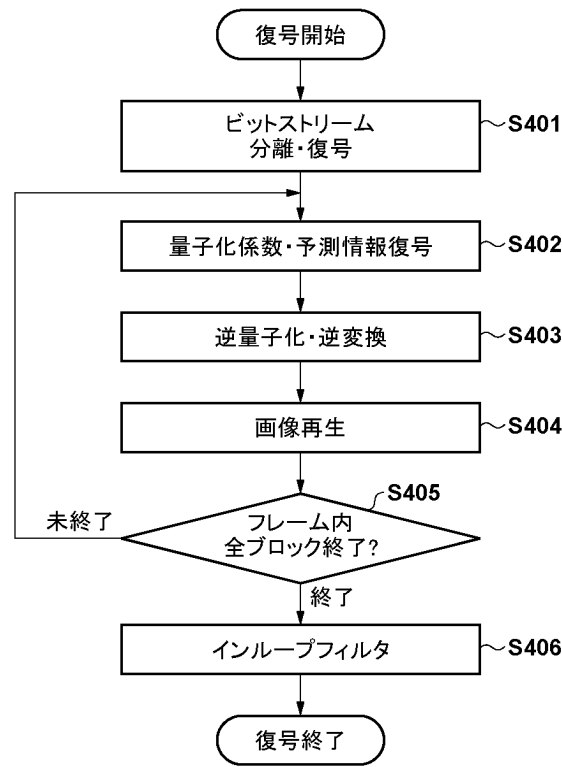 復号開始
ビットストリーム
分離・復号
S401
量子化係数・予測情報復号
S402
逆量子化・逆変換
S403
画像再生
S404
S405
フレーム内
全ブロック終了?
未終了
終了
インループフィルタ
S406
復号終了